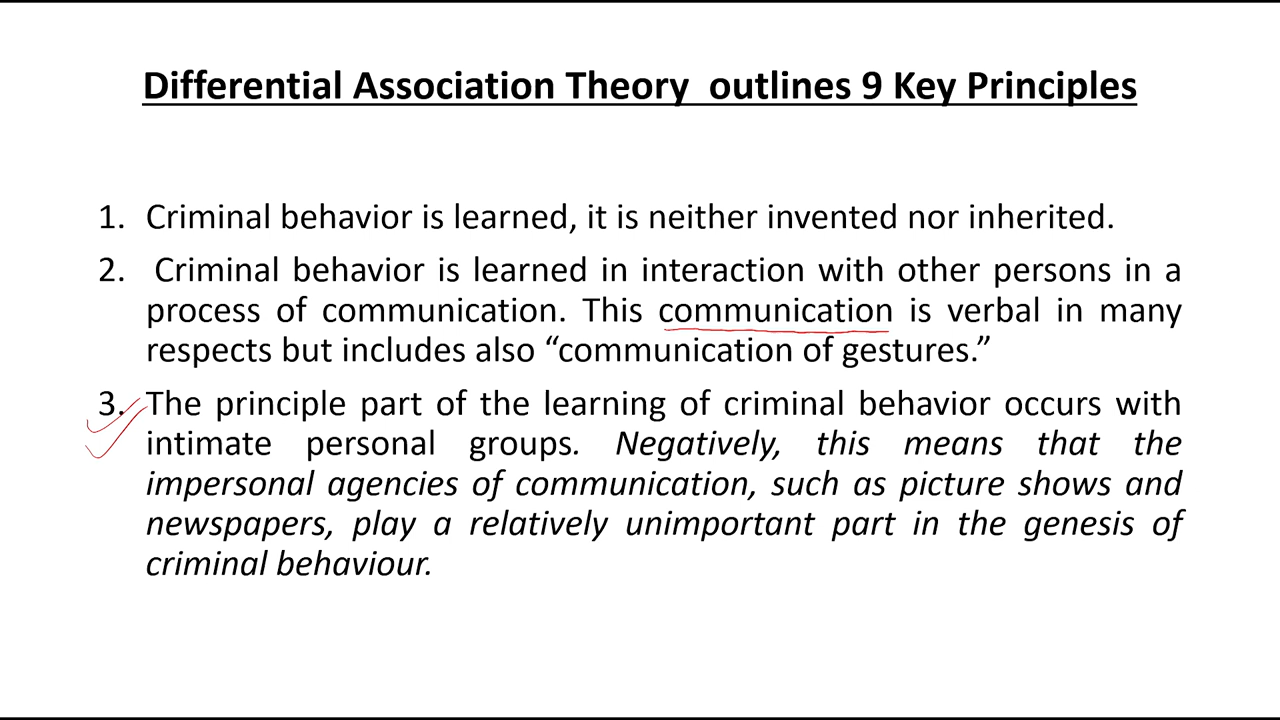 Differential Association Theory outlines 9 Key Principles
1. Criminal behavior is learned, it is neither invented nor inherited.
2. Criminal behavior is learned in interaction with other persons in a
process of communication. This communication is verbal in many
respects but includes also “communication of gestures.”
3. The principle part of the learning of criminal behavior occurs with
intimate personal groups. Negatively, this means that the
impersonal agencies of communication, such as picture shows and
newspapers, play a relatively unimportant part in the genesis of
criminal behaviour.